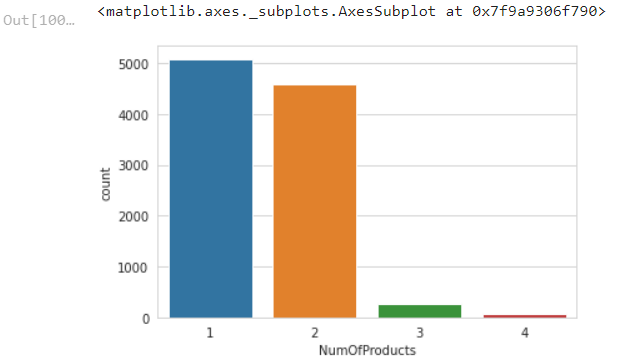 <matplotlib.axes._subplots.AxesSubplot at 0x7f9a9306f790>
Out[100…
5000
4000
3000
2000
1000
0
count
1 2 3 4
NumOfProducts